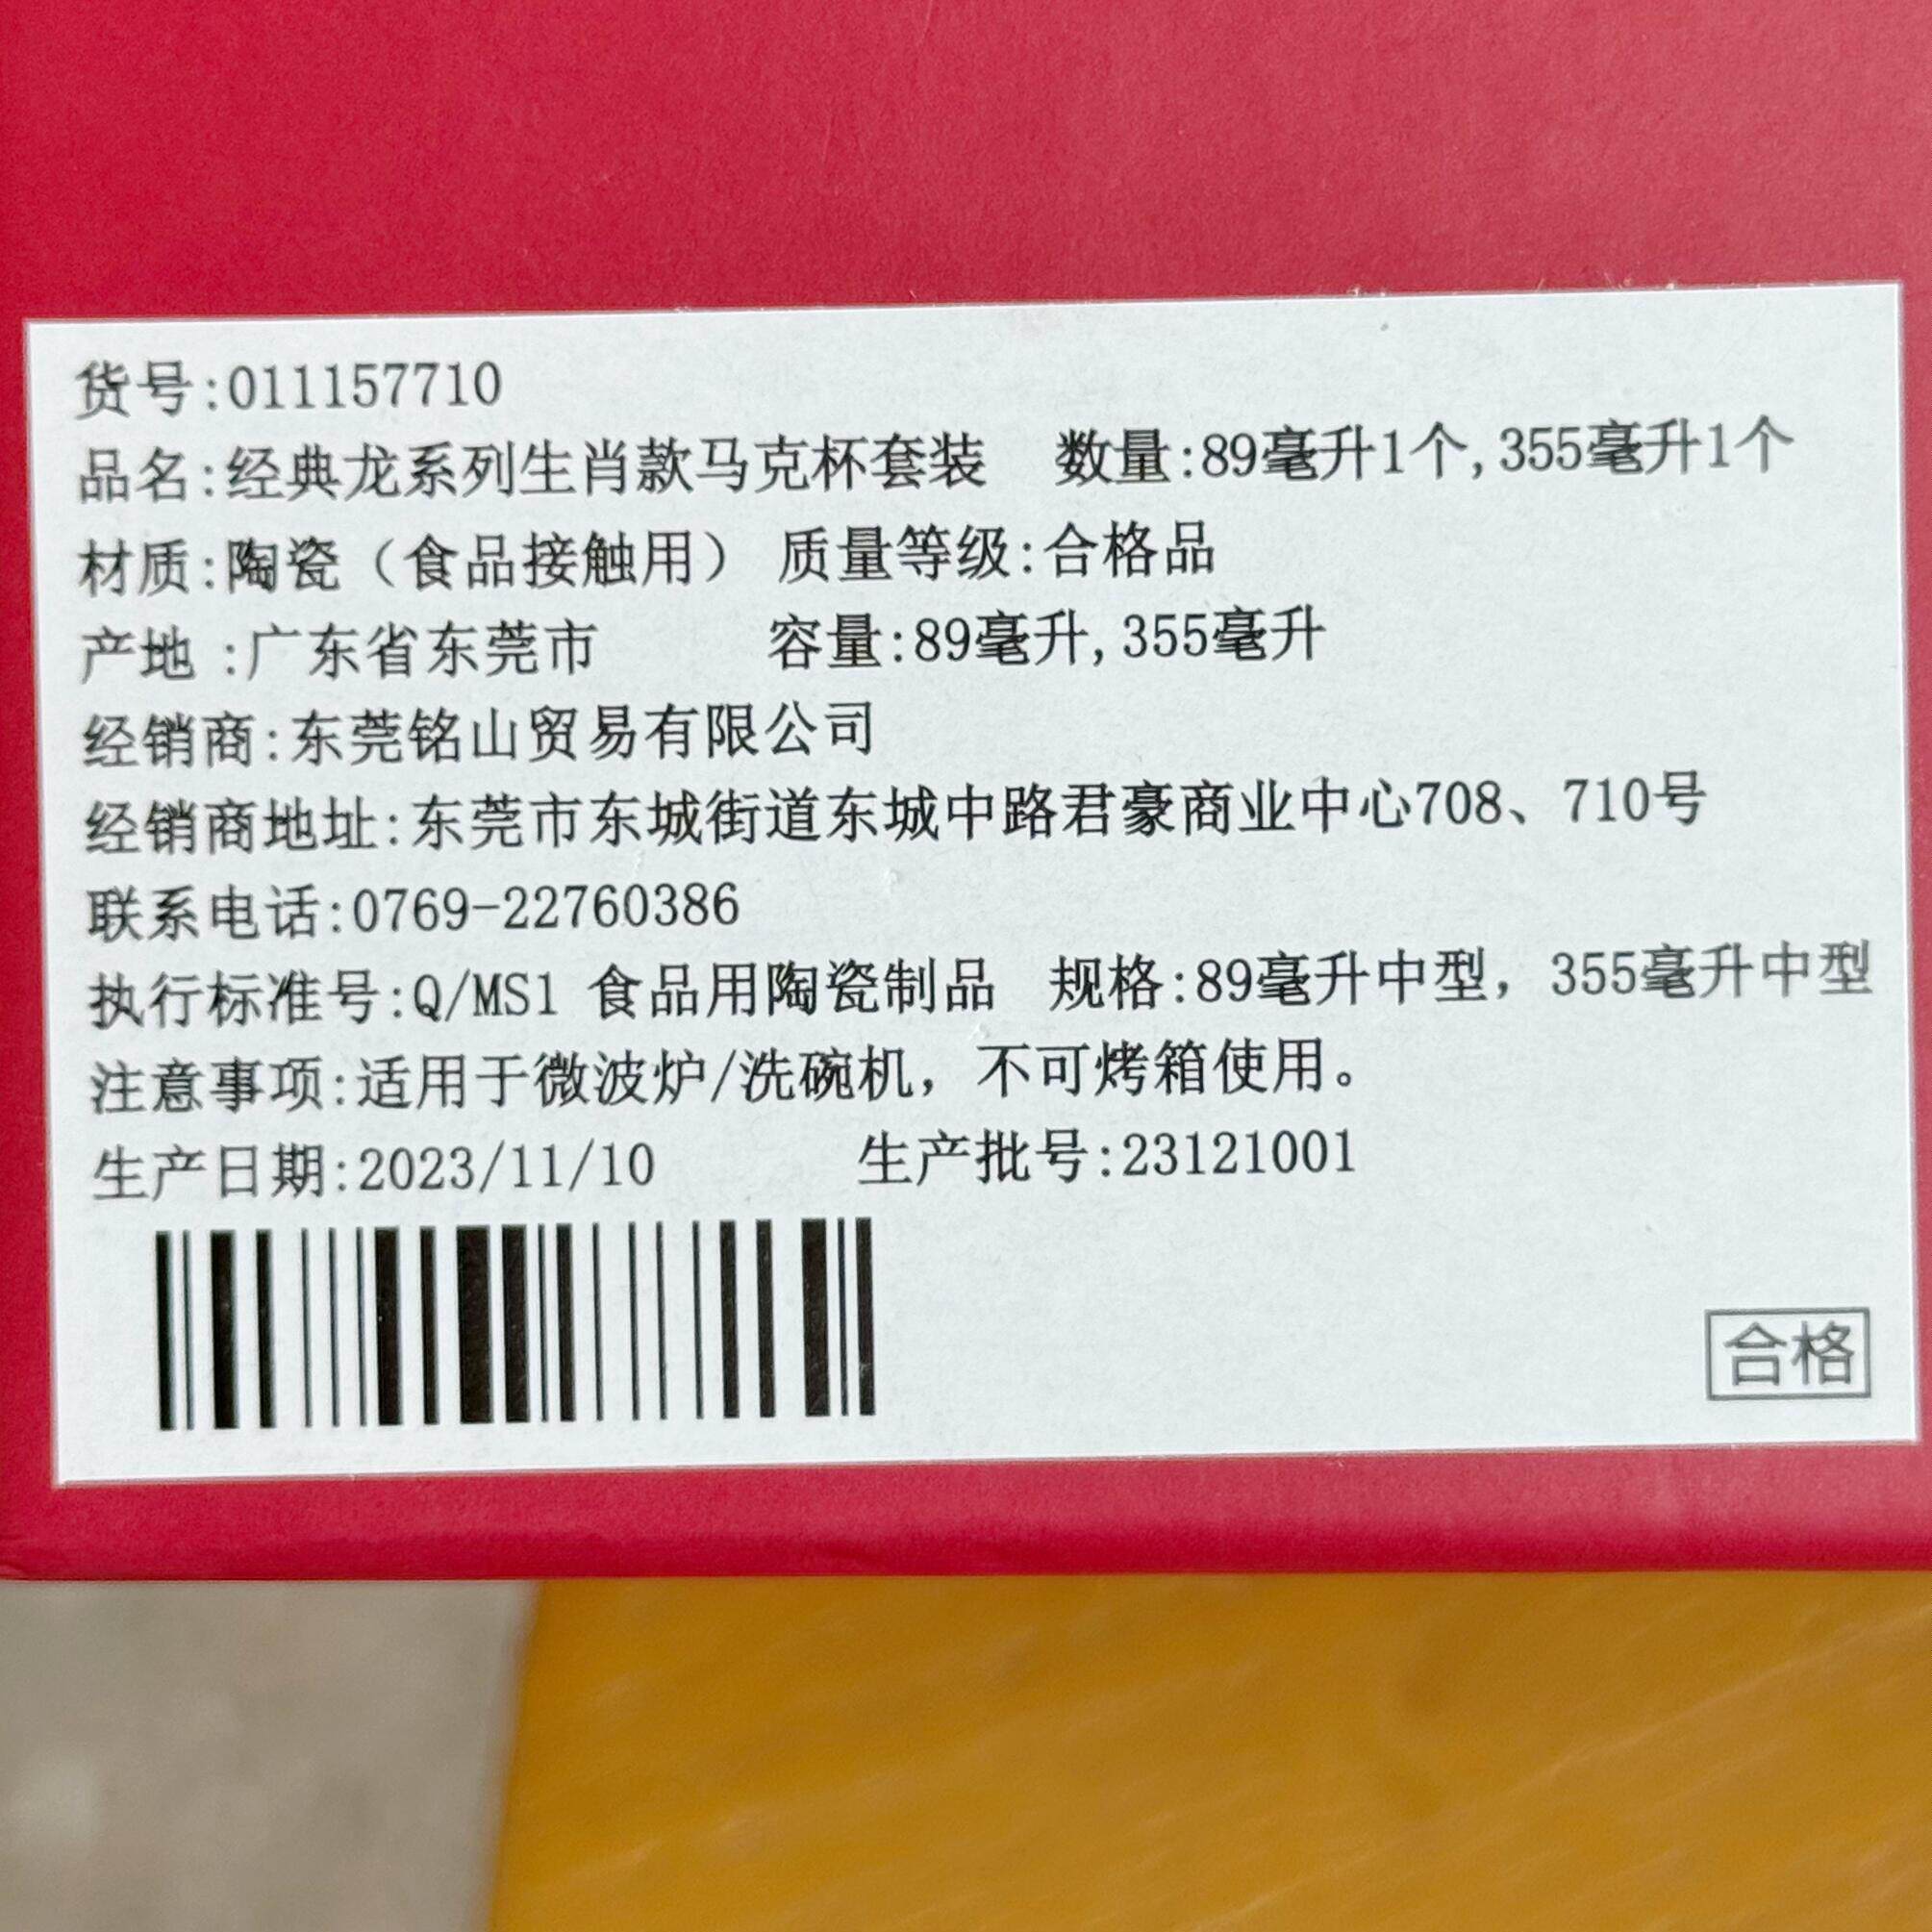 货号:011157710
品名:经典龙系列生肖款马克杯套装 数量:89毫升1个,355毫升1个
材质:陶瓷（食品接触用） 质量等级:合格品
产地 :广东省东莞市 容量:89毫升,355毫升
经销商:东莞铭山贸易有限公司
经销商地址:东莞市东城街道东城中路君豪商业中心708、710号
联系电话:0769-22760386
执行标准号:Q/MS1 食品用陶瓷制品 规格:89毫升中型，355毫升中型
注意事项:适用于微波炉/洗碗机，不可烤箱使用。
生产日期:2023/11/10 生产批号:23121001
合格